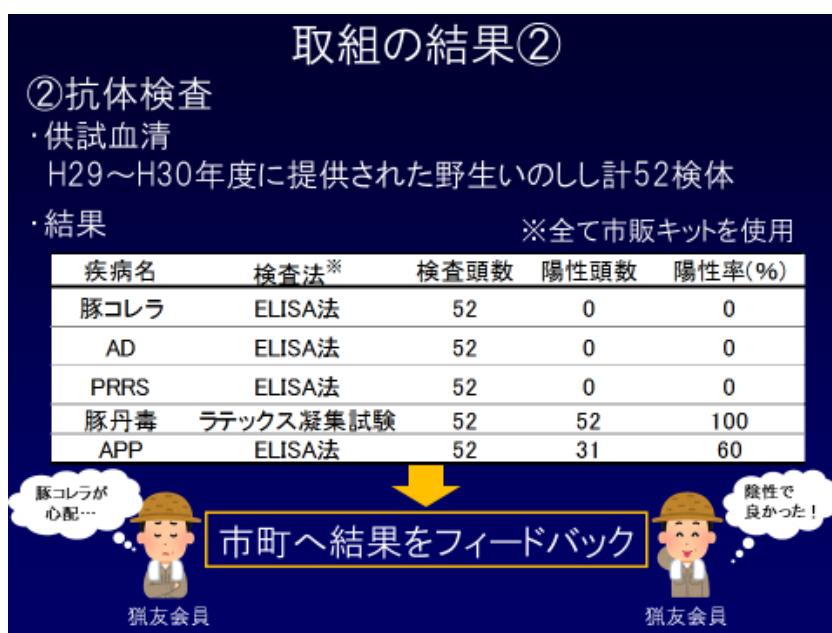 取組の結果②
②抗体検査
・供試血清
H29～H30年度に提供された野生いのしし計52検体
・結果
※全て市販キットを使用
疾病名 検査法※ 検査頭数 陽性頭数 陽性率(%)
豚コレラ ELISA法 52 0 0
AD ELISA法 52 0 0
PRRS ELISA法 52 0 0
豚丹毒 ラテックス凝集試験 52 52 100
APP ELISA法 52 31 60
豚コレラが
心配…
陰性で
良かった！
市町へ結果をフィードバック
猟友会員
猟友会員